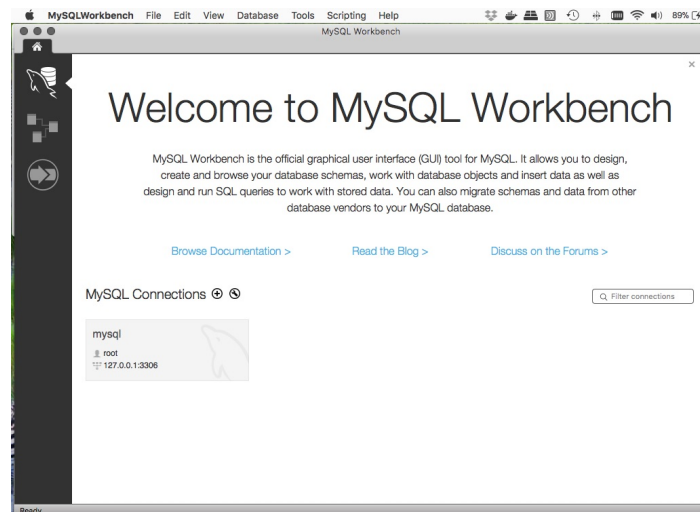 MySQLWorkbench File Edit View Database Tools Scripting Help 89%
MySQL Workbench
Welcome to MySQL Workbench
MySQL Workbench is the official graphical user interface (GUI) tool for MySQL. It allows you to design,
create and browse your database schemas, work with database objects and insert data as well as
design and run SQL queries to work with stored data. You can also migrate schemas and data from other
database vendors to your MySQL database.
Browse Documentation > Read the Blog > Discuss on the Forums >
MySQL Connections
Filter connections
mysql
root
127.0.0.1:3306
Ready